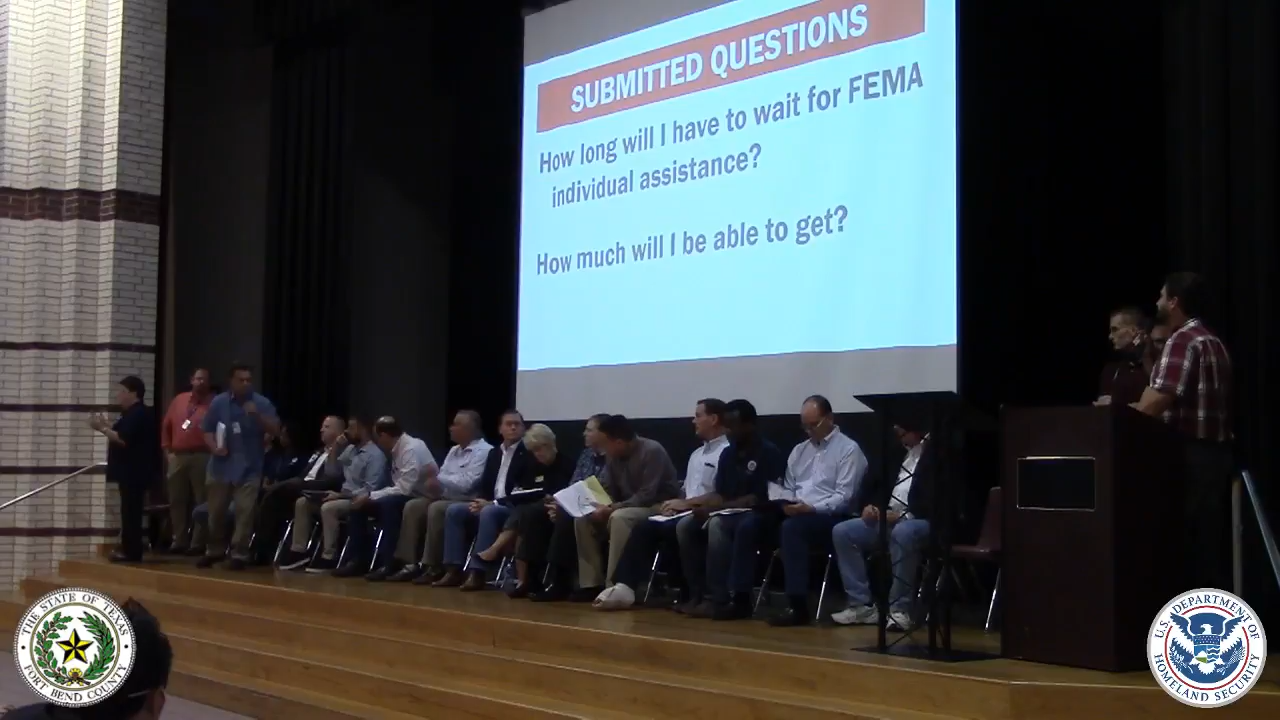 SUBMITTED QUESTIONS
How long will I have to wait for FEMA
individual assistance?
How much will I be able to get?
THE STATE OF TEXAS
FORT BEND COUNTY
U.S. DEPARTMENT OF
HOMELAND SECURITY